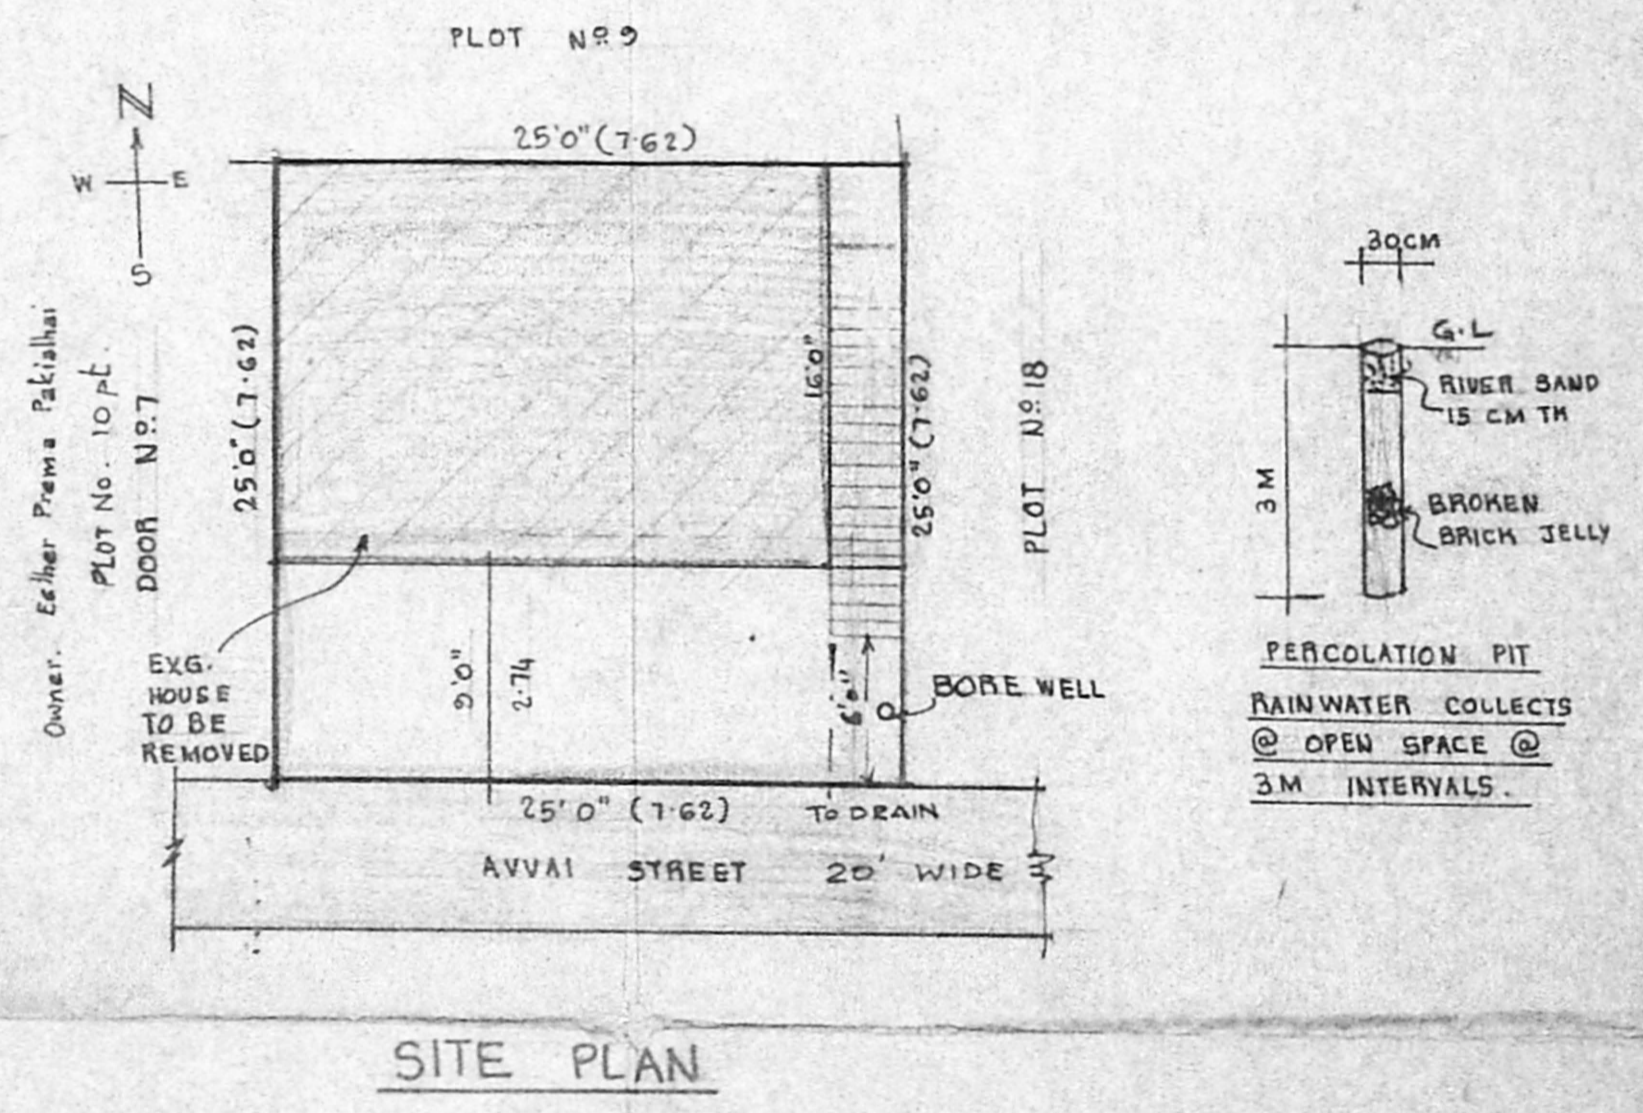 PLOT No 9
N
W E
S
25'0" (7.62)
Owner. Esther Prema Pakialhai
PLOT No. 10 pt.
DOOR No. 7
25'0" (7.62)
16'0"
25'0" (7.62)
PLOT No 18
EXG.
HOUSE
TO BE
REMOVED
9'0"
2.74
6'0"
BORE WELL
25'0" (7.62)
TO DRAIN
AVVAI STREET 20' WIDE
SITE PLAN
30CM
G.L
RIVER SAND
15 CM TH
3M
BROKEN
BRICK JELLY
PERCOLATION PIT
RAINWATER COLLECTS
@ OPEN SPACE @
3M INTERVALS.